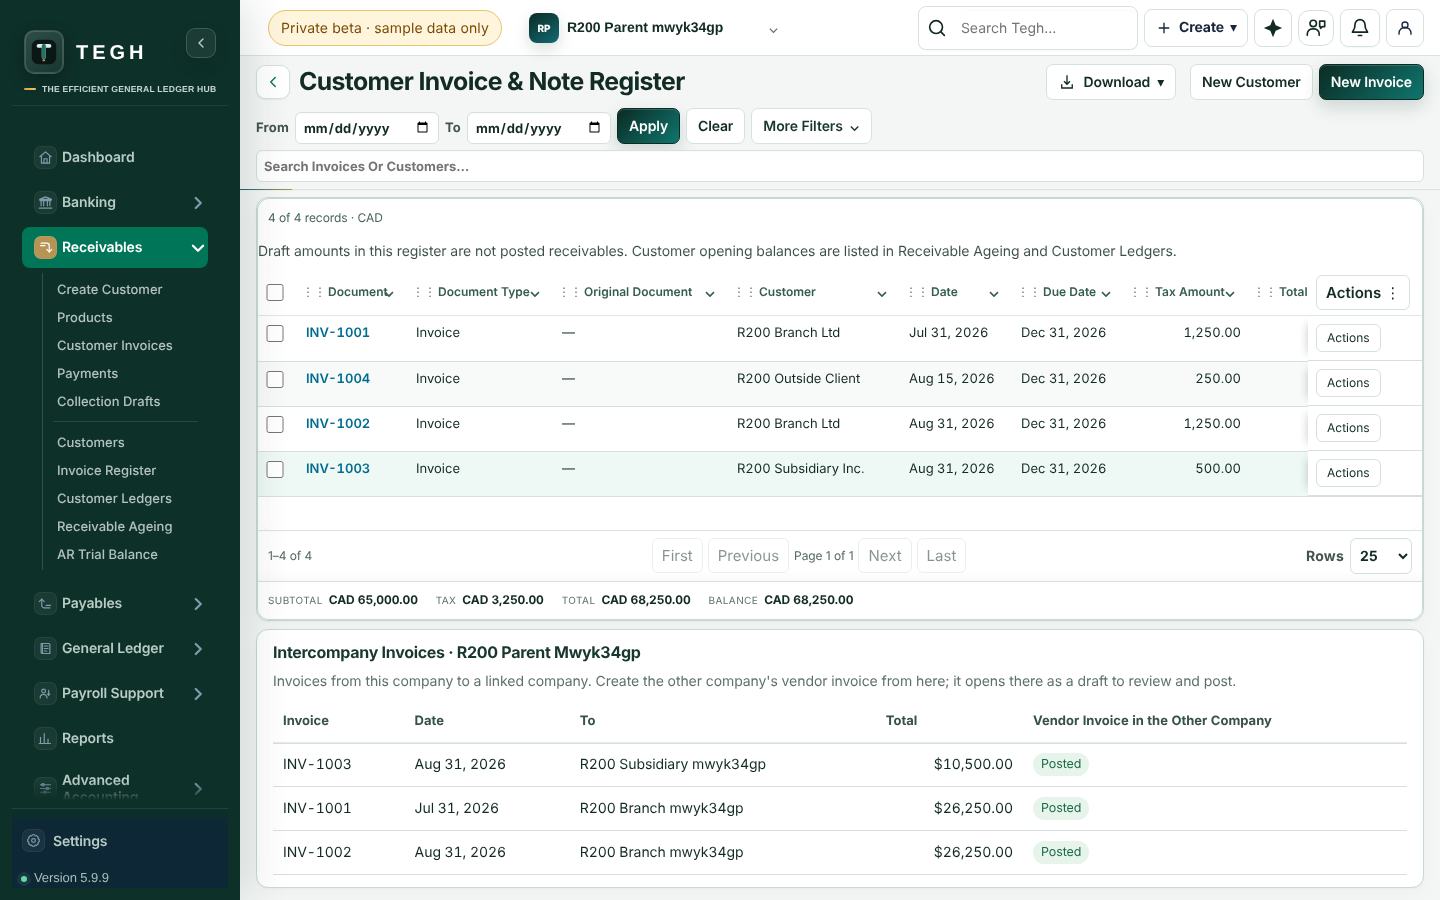 TEGH
THE EFFICIENT GENERAL LEDGER HUB
Dashboard
Banking
Receivables
Create Customer
Products
Customer Invoices
Payments
Collection Drafts
Customers
Invoice Register
Customer Ledgers
Receivable Ageing
AR Trial Balance
Payables
General Ledger
Payroll Support
Reports
Advanced
Accounting
Settings
Version 5.9.9
Private beta · sample data only
RP R200 Parent mwyk34gp
Search Tegh...
+ Create ▾
Customer Invoice & Note Register
Download ▾
New Customer
New Invoice
From mm/dd/yyyy To mm/dd/yyyy Apply Clear More Filters
Search Invoices Or Customers...
4 of 4 records · CAD
Draft amounts in this register are not posted receivables. Customer opening balances are listed in Receivable Ageing and Customer Ledgers.
Document Document Type Original Document Customer Date Due Date Tax Amount Total Actions ⋮
INV-1001 Invoice — R200 Branch Ltd Jul 31, 2026 Dec 31, 2026 1,250.00 Actions
INV-1004 Invoice — R200 Outside Client Aug 15, 2026 Dec 31, 2026 250.00 Actions
INV-1002 Invoice — R200 Branch Ltd Aug 31, 2026 Dec 31, 2026 1,250.00 Actions
INV-1003 Invoice — R200 Subsidiary Inc. Aug 31, 2026 Dec 31, 2026 500.00 Actions
1–4 of 4 First Previous Page 1 of 1 Next Last Rows 25
SUBTOTAL CAD 65,000.00 TAX CAD 3,250.00 TOTAL CAD 68,250.00 BALANCE CAD 68,250.00
Intercompany Invoices · R200 Parent Mwyk34gp
Invoices from this company to a linked company. Create the other company's vendor invoice from here; it opens there as a draft to review and post.
Invoice Date To Total Vendor Invoice in the Other Company
INV-1003 Aug 31, 2026 R200 Subsidiary mwyk34gp $10,500.00 Posted
INV-1001 Jul 31, 2026 R200 Branch mwyk34gp $26,250.00 Posted
INV-1002 Aug 31, 2026 R200 Branch mwyk34gp $26,250.00 Posted